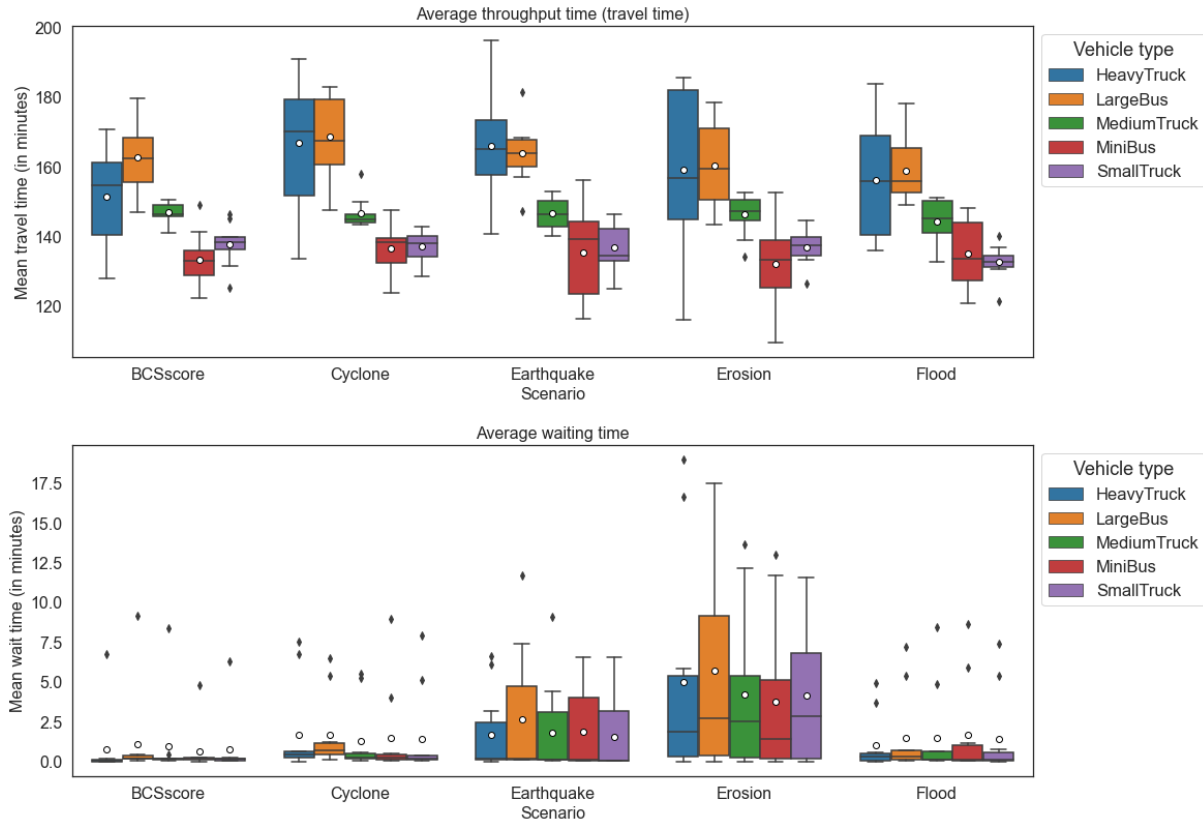 Average throughput time (travel time)
200
180
160
140
120
Mean travel time (in minutes)
BCSscore Cyclone Earthquake Erosion Flood
Scenario
Vehicle type
HeavyTruck
LargeBus
MediumTruck
MiniBus
SmallTruck
Average waiting time
17.5
15.0
12.5
10.0
7.5
5.0
2.5
0.0
Mean wait time (in minutes)
BCSscore Cyclone Earthquake Erosion Flood
Scenario
Vehicle type
HeavyTruck
LargeBus
MediumTruck
MiniBus
SmallTruck